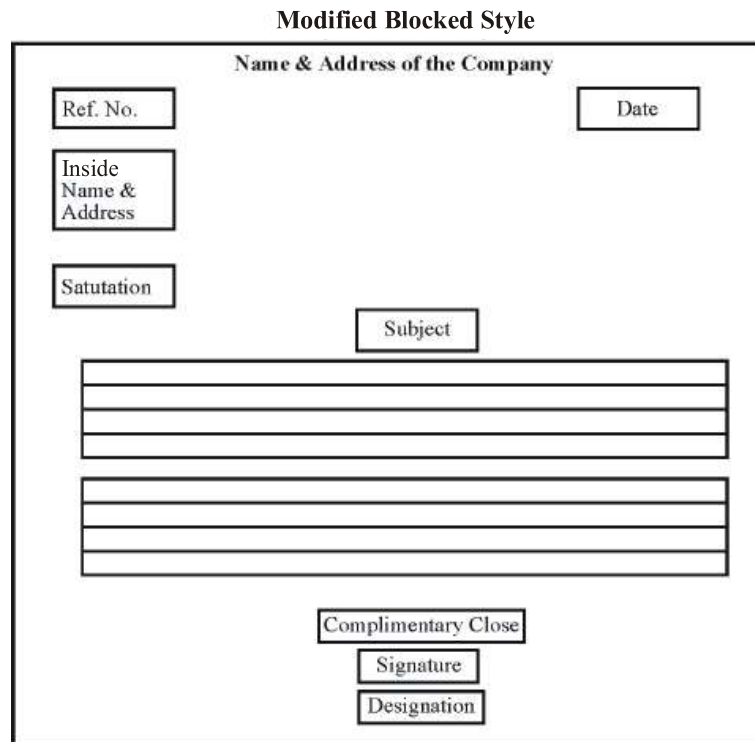 Modified Blocked Style
Name & Address of the Company
Ref. No.
Date
Inside
Name &
Address
Satutation
Subject
Complimentary Close
Signature
Designation